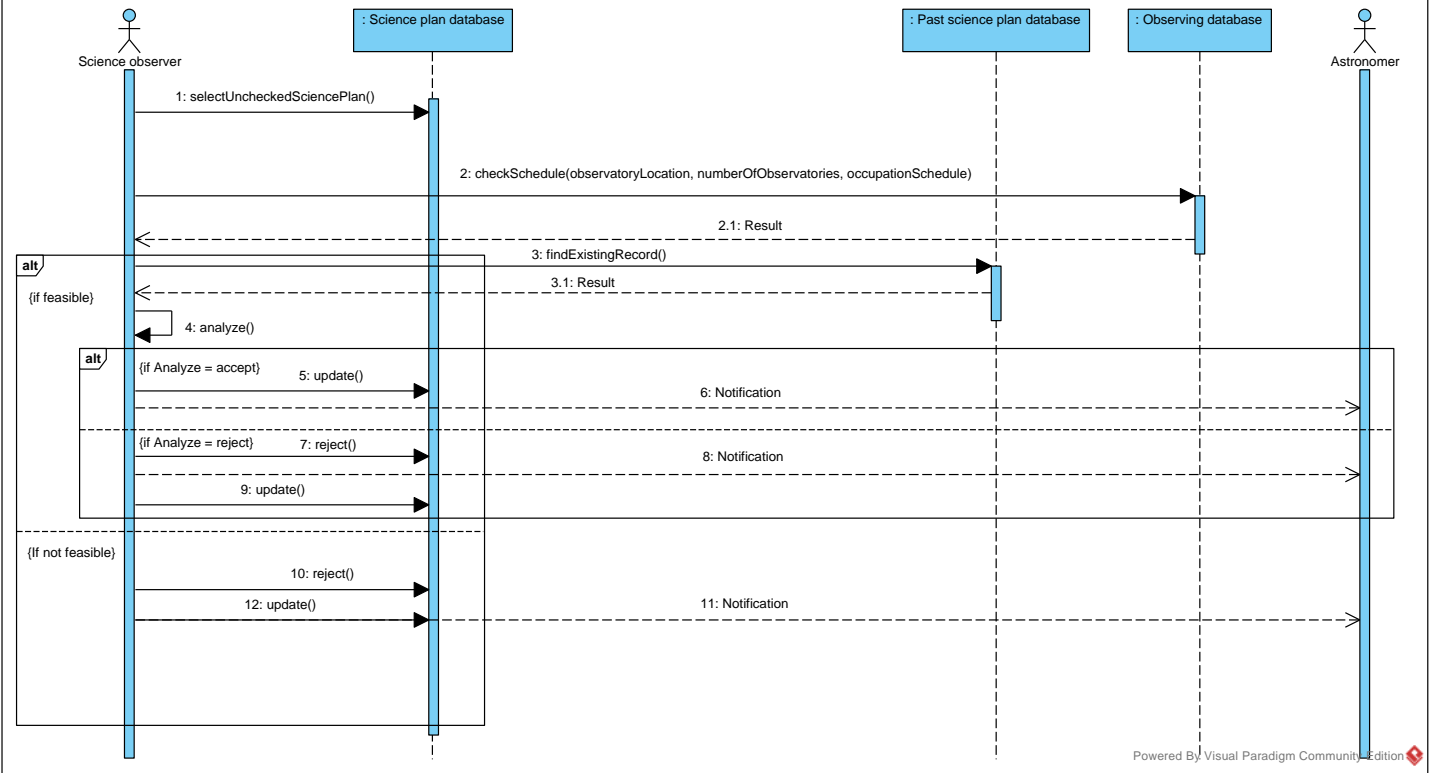 : Science plan database
: Past science plan database
: Observing database
Science observer
Astronomer
1: selectUncheckedSciencePlan()
2: checkSchedule(observatoryLocation, numberOfObservatories, occupationSchedule)
2.1: Result
3: findExistingRecord()
alt
3.1: Result
{if feasible}
4: analyze()
alt
{if Analyze = accept}
5: update()
6: Notification
{if Analyze = reject}
7: reject()
8: Notification
9: update()
{If not feasible}
10: reject()
12: update()
11: Notification
Powered By Visual Paradigm Community Edition